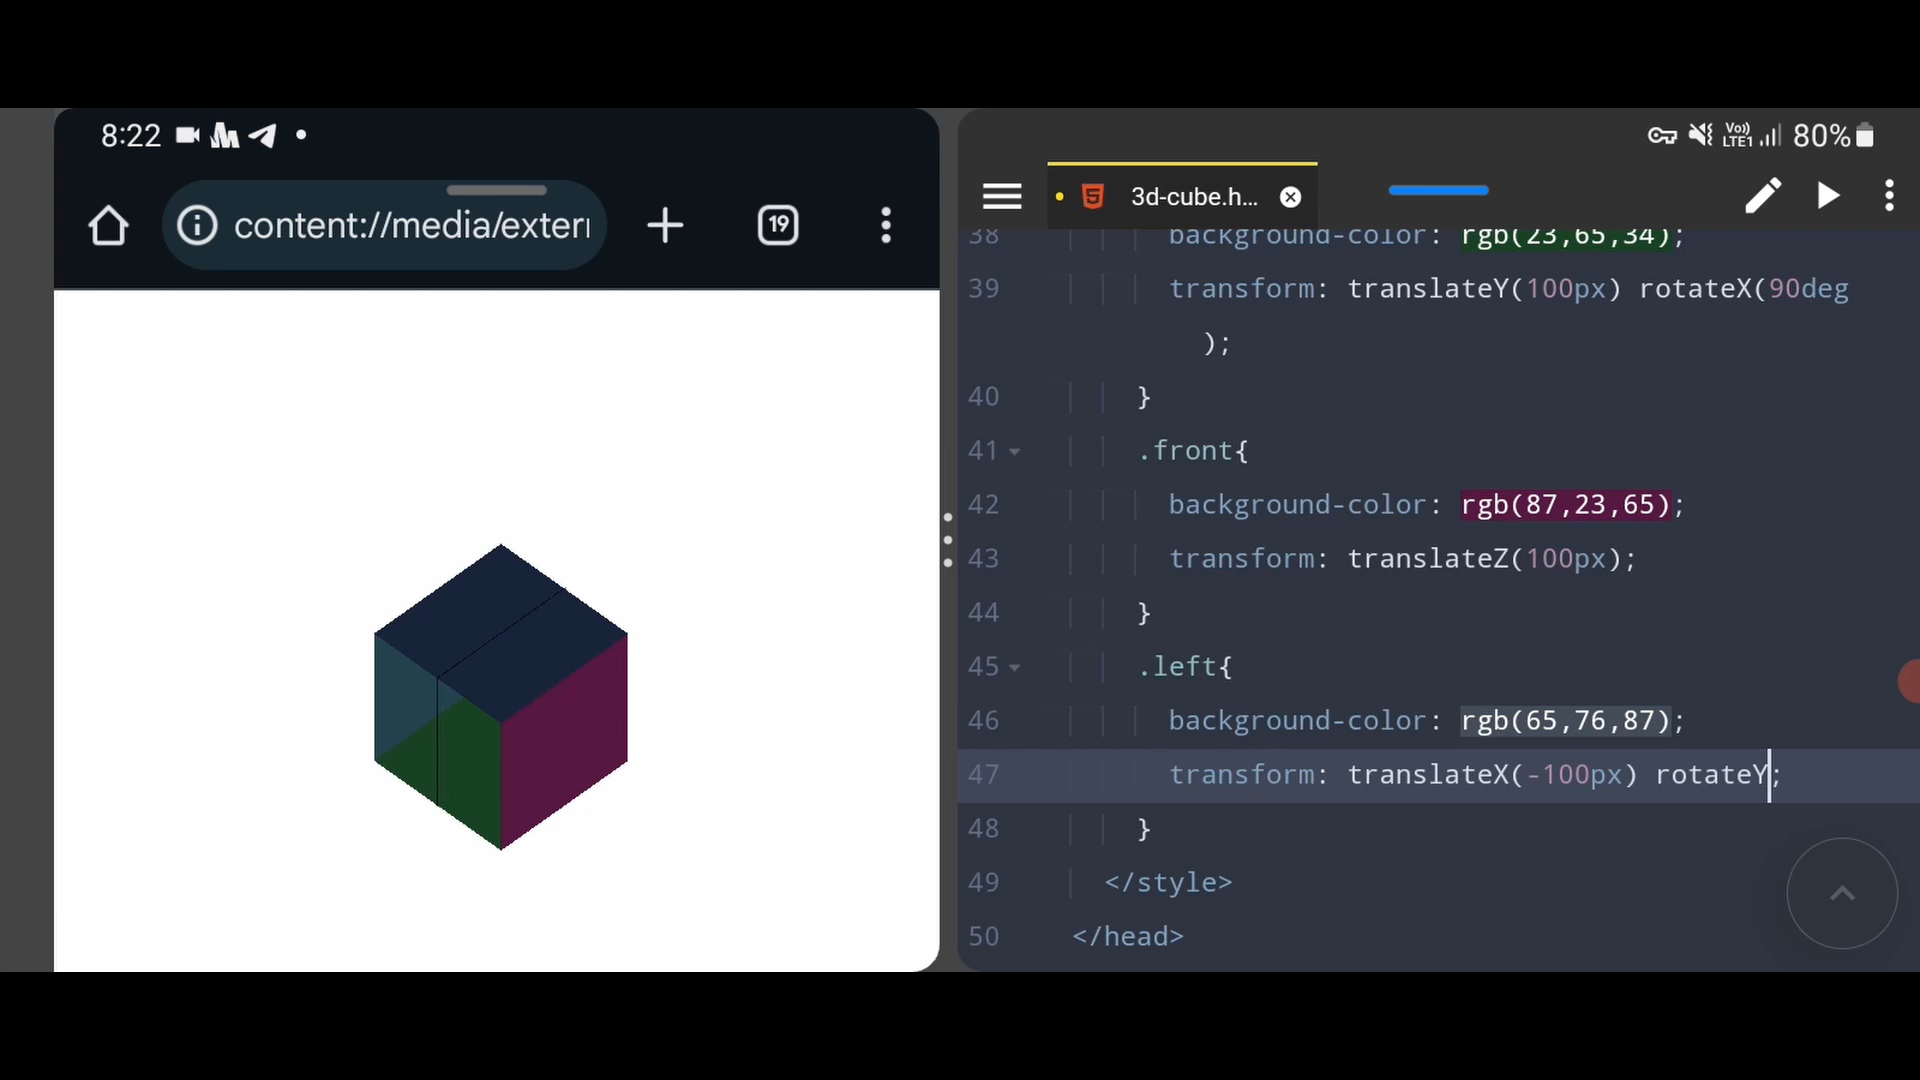 8:22
Vo))
LTE1
80%
content://media/exter
19
3d-cube.h...
38 background-color: rgb(23,65,34);
39 transform: translateY(100px) rotateX(90deg
);
40 }
41 .front{
42 background-color: rgb(87,23,65);
43 transform: translateZ(100px);
44 }
45 .left{
46 background-color: rgb(65,76,87);
47 transform: translateX(-100px) rotateY;
48 }
49 </style>
50 </head>